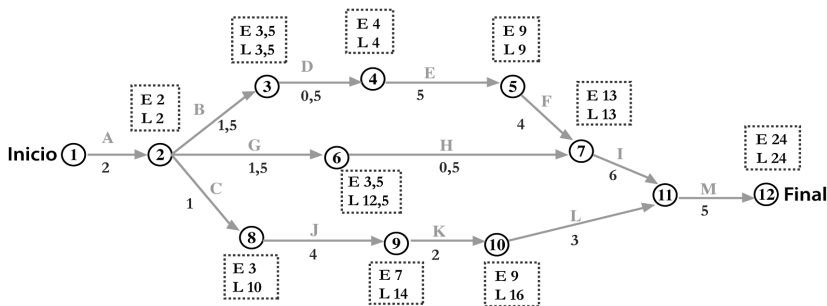 E 4
L 4
E 9
L 9
E 3,5
L 3,5
D
3
0,5
4
E
5
5
E 2
L 2
B
1,5
F
4
E 13
L 13
A
Inicio
1
2
2
G
1,5
6
H
0,5
7
I
6
E 24
L 24
E 3,5
L 12,5
C
1
11
M
5
12
Final
8
J
4
9
K
2
10
L
3
E 3
L 10
E 7
L 14
E 9
L 16